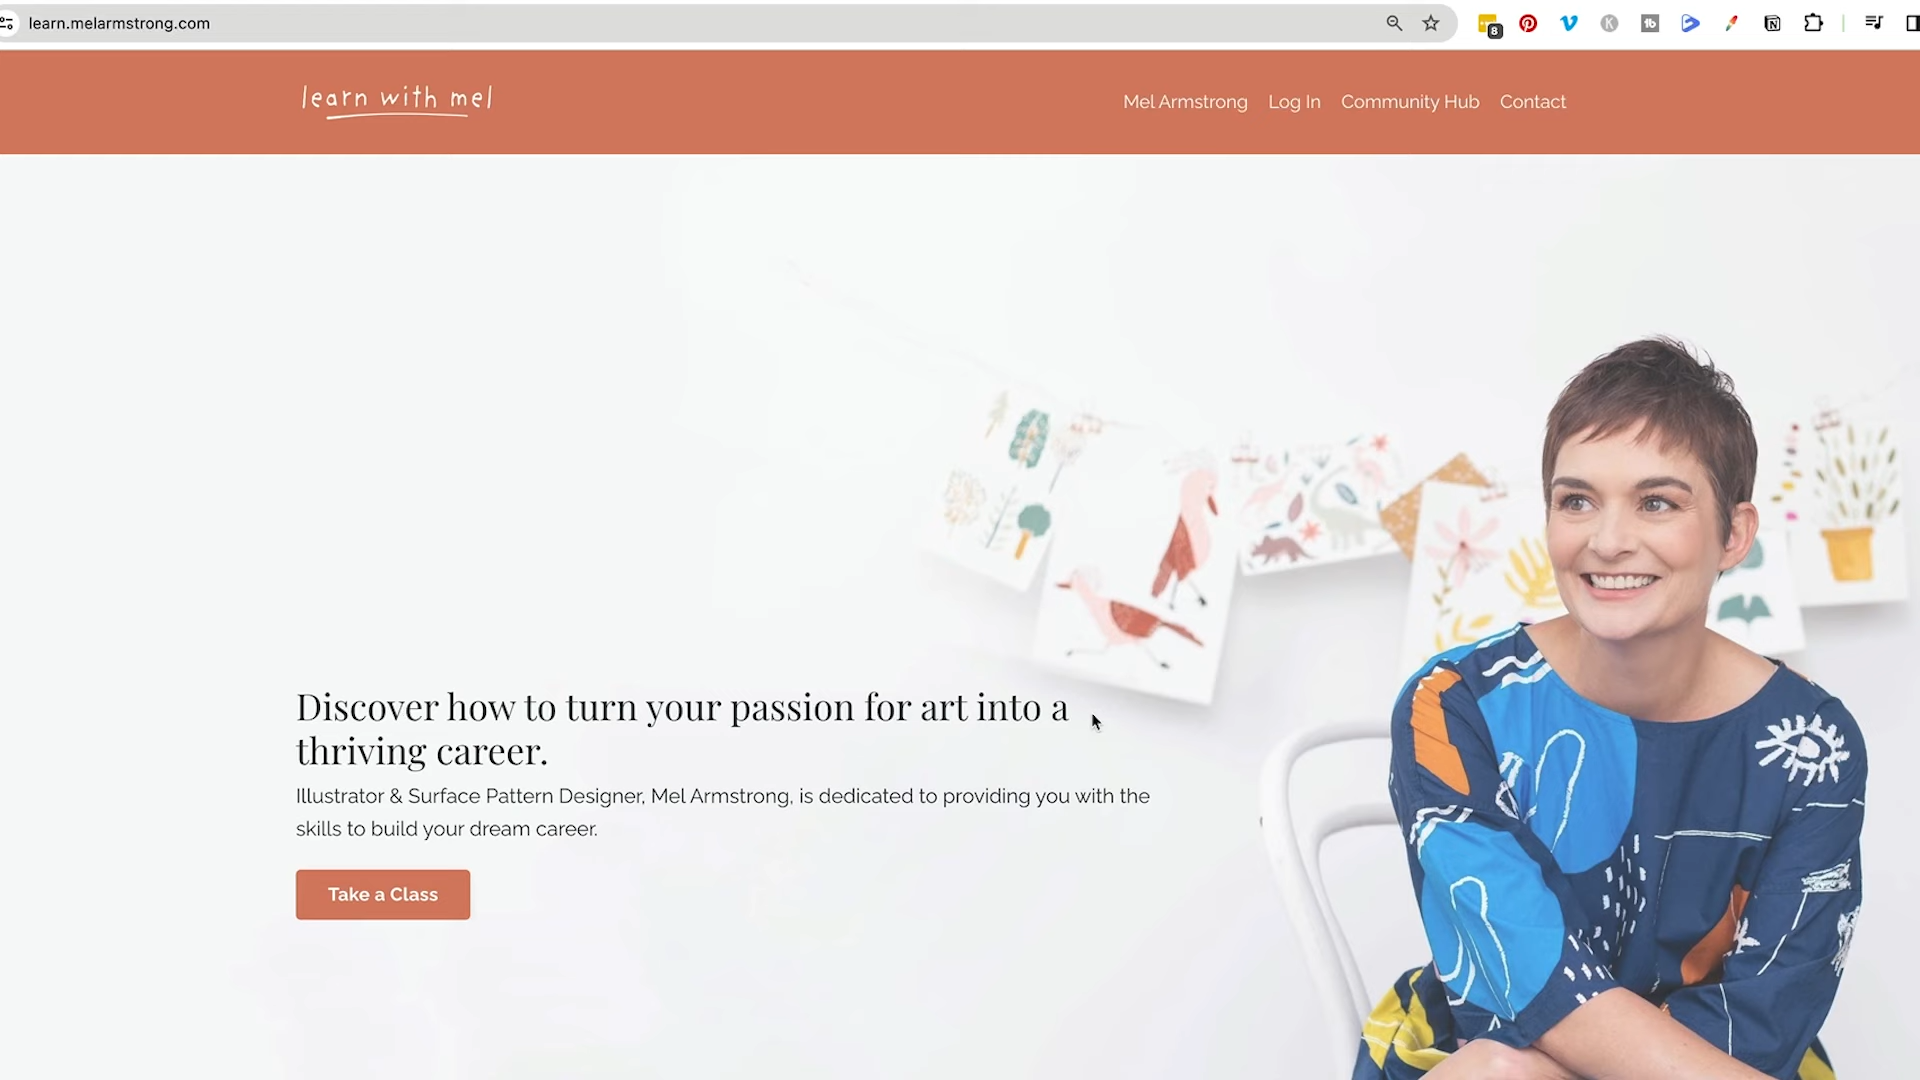 learn.melarmstrong.com
8
learn with mel
Mel Armstrong Log In Community Hub Contact
Discover how to turn your passion for art into a
thriving career.
Illustrator & Surface Pattern Designer, Mel Armstrong, is dedicated to providing you with the
skills to build your dream career.
Take a Class